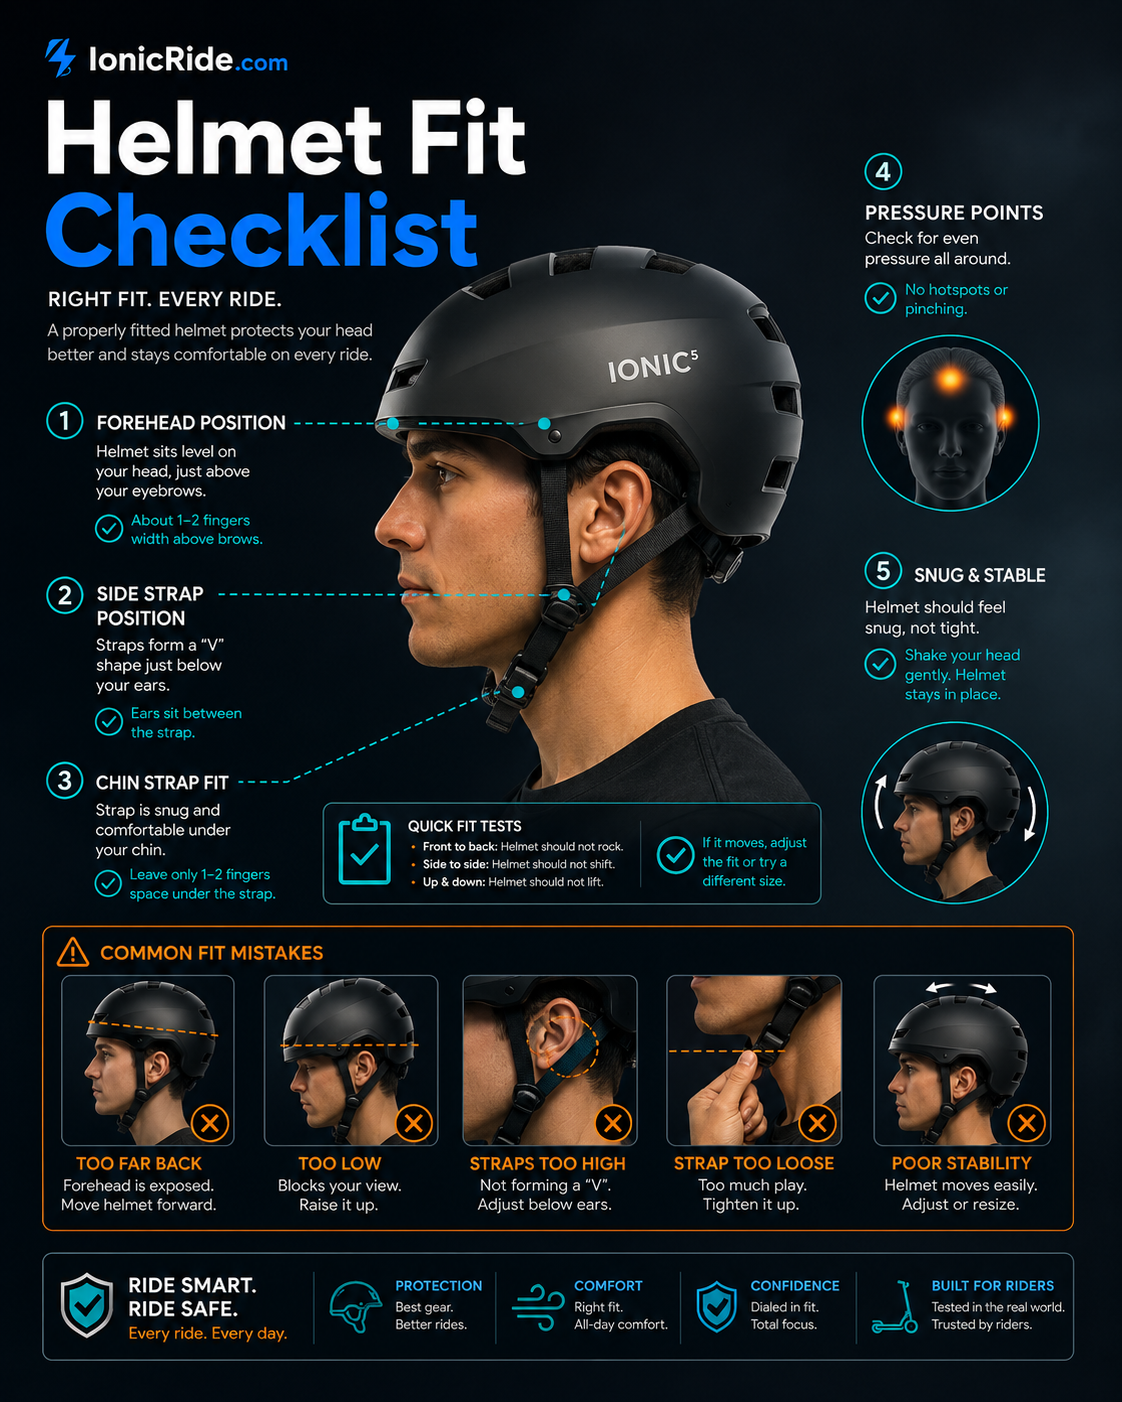 IonicRide.com
Helmet Fit
Checklist
RIGHT FIT. EVERY RIDE.
A properly fitted helmet protects your head
better and stays comfortable on every ride.
1
FOREHEAD POSITION
Helmet sits level on
your head, just above
your eyebrows.
About 1–2 fingers
width above brows.
2
SIDE STRAP
POSITION
Straps form a “V”
shape just below
your ears.
Ears sit between
the strap.
3
CHIN STRAP FIT
Strap is snug and
comfortable under
your chin.
Leave only 1–2 fingers
space under the strap.
IONIC⁵
4
PRESSURE POINTS
Check for even
pressure all around.
No hotspots or
pinching.
5
SNUG & STABLE
Helmet should feel
snug, not tight.
Shake your head
gently. Helmet
stays in place.
QUICK FIT TESTS
• Front to back: Helmet should not rock.
• Side to side: Helmet should not shift.
• Up & down: Helmet should not lift.
If it moves, adjust
the fit or try a
different size.
COMMON FIT MISTAKES
TOO FAR BACK
Forehead is exposed.
Move helmet forward.
TOO LOW
Blocks your view.
Raise it up.
STRAPS TOO HIGH
Not forming a “V”.
Adjust below ears.
STRAP TOO LOOSE
Too much play.
Tighten it up.
POOR STABILITY
Helmet moves easily.
Adjust or resize.
RIDE SMART.
RIDE SAFE.
Every ride. Every day.
PROTECTION
Best gear.
Better rides.
COMFORT
Right fit.
All-day comfort.
CONFIDENCE
Dialed in fit.
Total focus.
BUILT FOR RIDERS
Tested in the real world.
Trusted by riders.